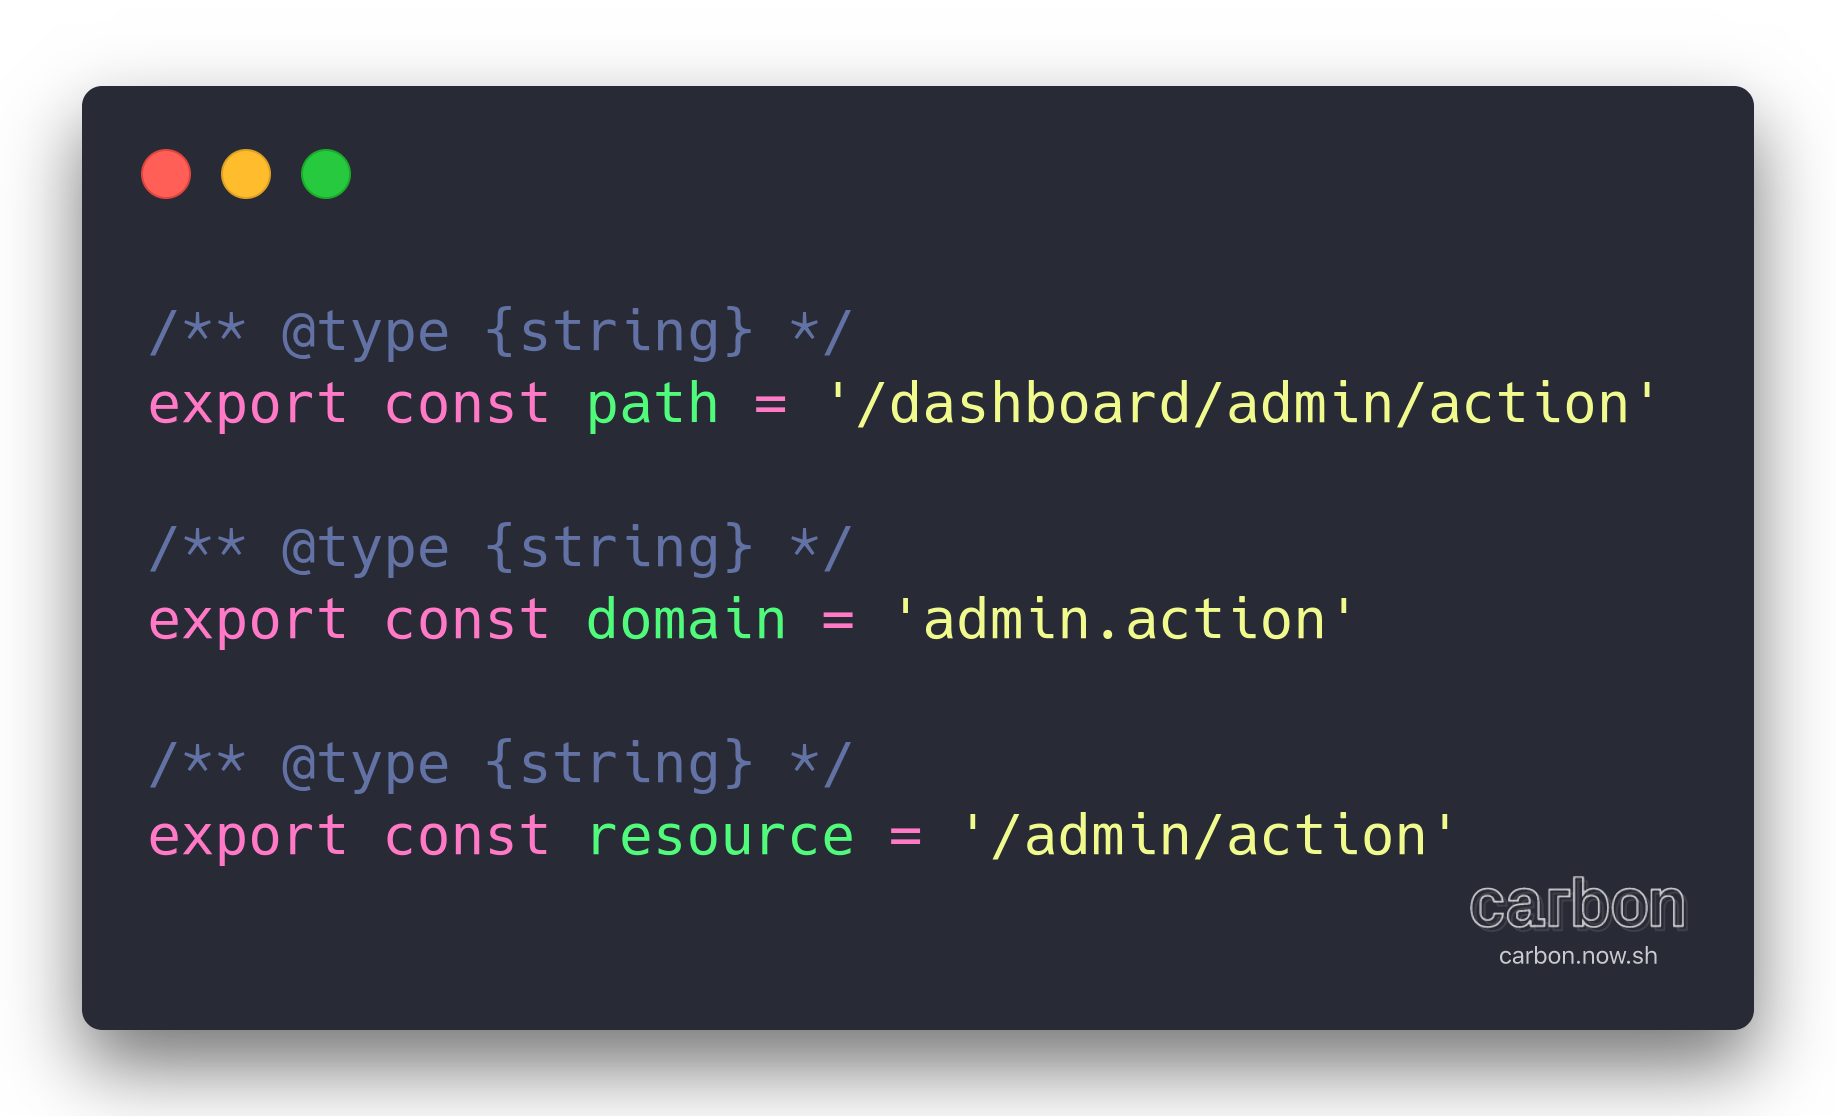 /** @type {string} */
export const path = '/dashboard/admin/action'
/** @type {string} */
export const domain = 'admin.action'
/** @type {string} */
export const resource = '/admin/action'
carbon
carbon.now.sh